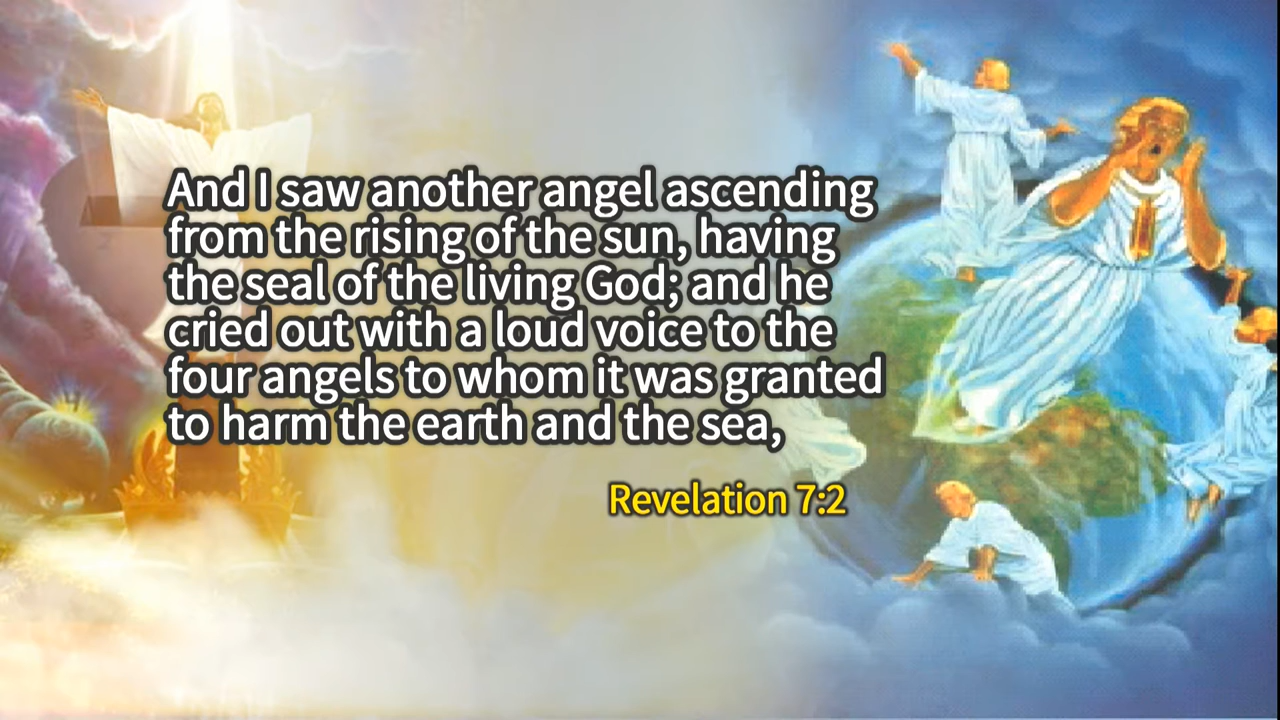 And I saw another angel ascending
from the rising of the sun, having
the seal of the living God; and he
cried out with a loud voice to the
four angels to whom it was granted
to harm the earth and the sea,
Revelation 7:2